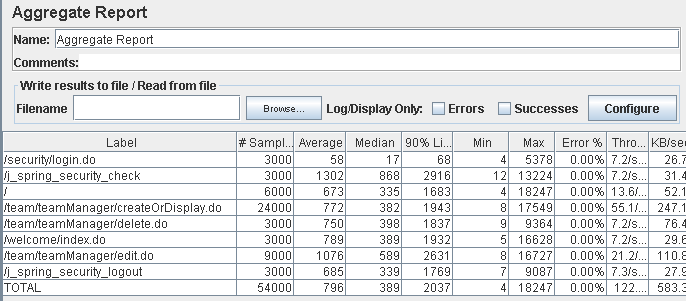 Aggregate Report
Name: Aggregate Report
Comments:
Write results to file / Read from file
Filename Browse... Log/Display Only: Errors Successes Configure
Label # Sampl... Average Median 90% Li... Min Max Error % Thro... KB/sec
/security/login.do 3000 58 17 68 4 5378 0.00% 7.2/s... 26.7
/j_spring_security_check 3000 1302 868 2916 12 13224 0.00% 7.2/s... 31.4
/ 6000 673 335 1683 4 18247 0.00% 13.6/... 52.1
/team/teamManager/createOrDisplay.do 24000 772 382 1943 8 17549 0.00% 55.1/... 247.1
/team/teamManager/delete.do 3000 750 398 1837 9 9364 0.00% 7.2/s... 76.4
/welcome/index.do 3000 789 389 1932 5 16628 0.00% 7.2/s... 29.6
/team/teamManager/edit.do 9000 1076 589 2631 8 16727 0.00% 21.2/... 110.8
/j_spring_security_logout 3000 685 339 1769 7 9087 0.00% 7.3/s... 27.9
TOTAL 54000 796 389 2037 4 18247 0.00% 122.... 583.3